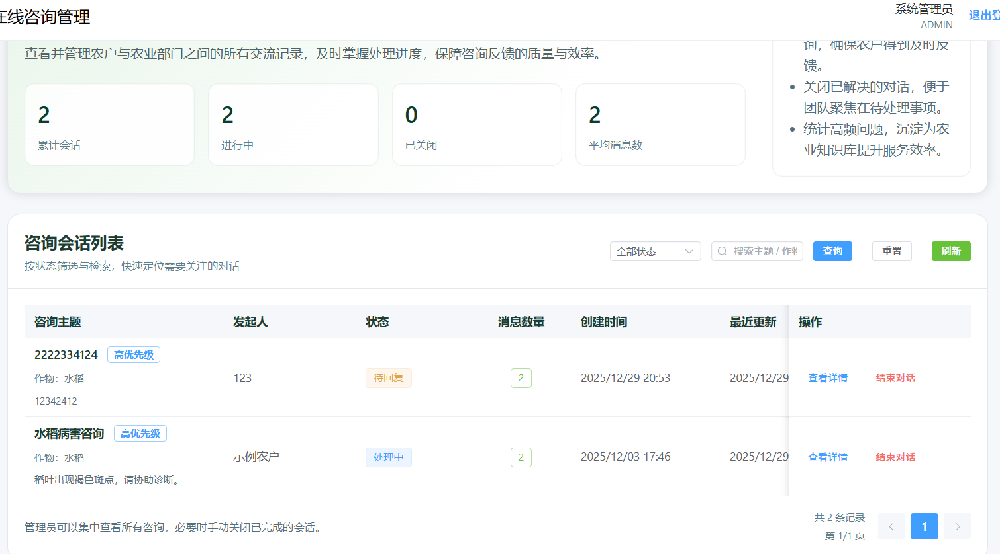 在线咨询管理
系统管理员
ADMIN
退出登
查看并管理农户与农业部门之间的所有交流记录，及时掌握处理进度，保障咨询反馈的质量与效率。
询，确保农户得到及时反
馈。
关闭已解决的对话，便于
团队聚焦在待处理事项。
统计高频问题，沉淀为农
业知识库提升服务效率。
2
累计会话
2
进行中
0
已关闭
2
平均消息数
咨询会话列表
按状态筛选与检索，快速定位需要关注的对话
全部状态
搜索主题 / 作物
查询
重置
刷新
咨询主题 发起人 状态 消息数量 创建时间 最近更新 操作
2222334124 高优先级
作物：水稻
12342412
123 待回复 2 2025/12/29 20:53 2025/12/29 查看详情 结束对话
水稻病害咨询 高优先级
作物：水稻
稻叶出现褐色斑点，请协助诊断。
示例农户 处理中 2 2025/12/03 17:46 2025/12/29 查看详情 结束对话
管理员可以集中查看所有咨询，必要时手动关闭已完成的会话。
共 2 条记录
第 1/1 页
1